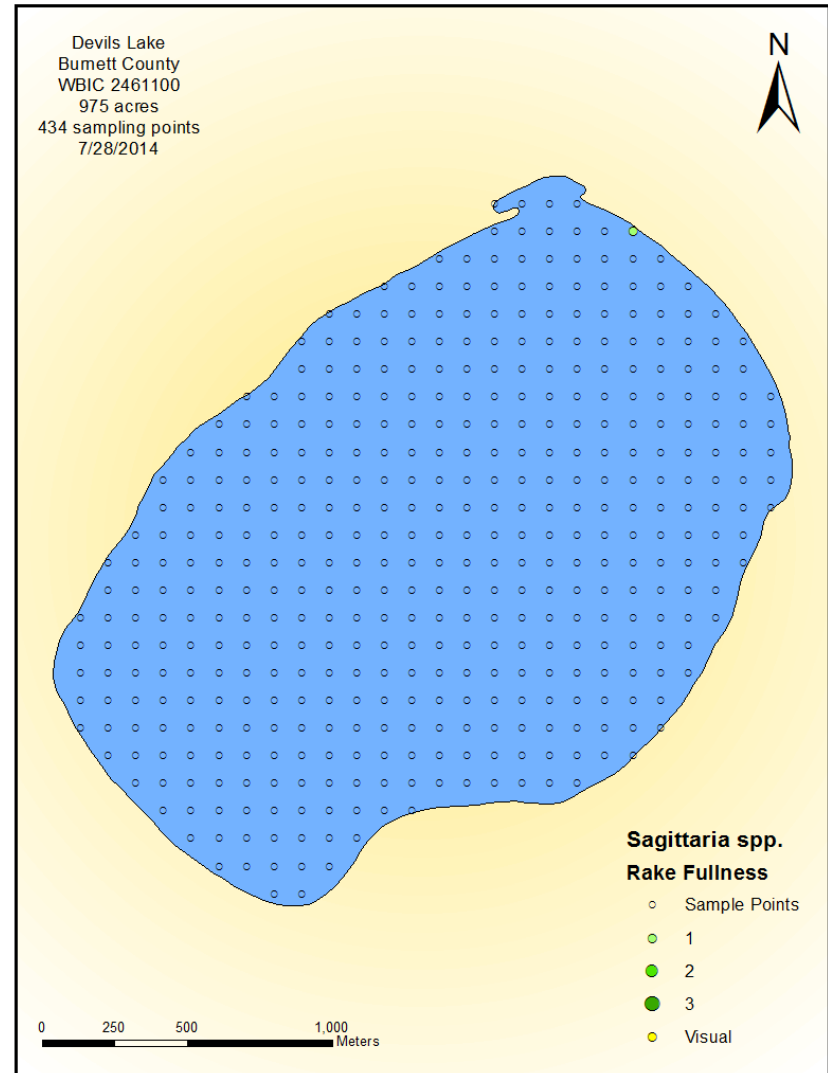 Devils Lake
Burnett County
WBIC 2461100
975 acres
434 sampling points
7/28/2014
N
Sagittaria spp.
Rake Fullness
Sample Points
1
2
3
Visual
0 250 500 1,000
Meters